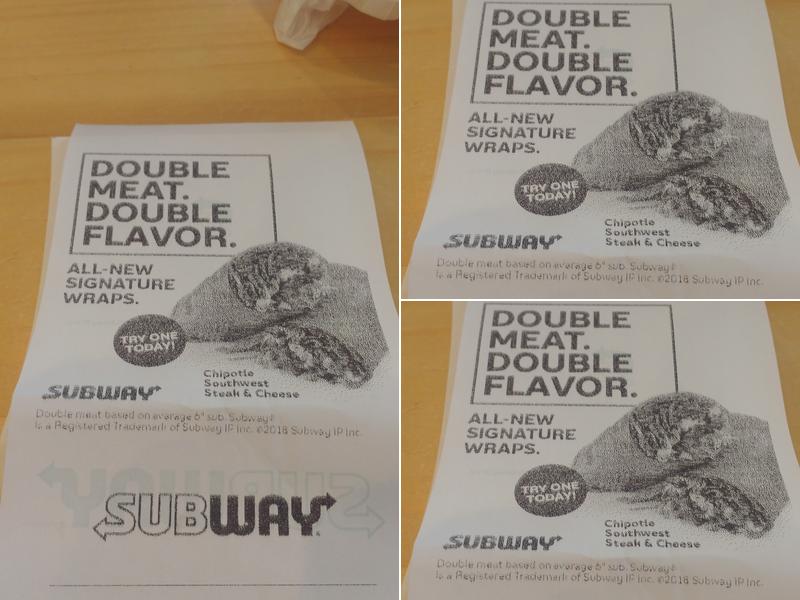 DOUBLE
MEAT.
DOUBLE
FLAVOR.
ALL-NEW
SIGNATURE
WRAPS.
TRY ONE
TODAY!
Chipotle
Southwest
Steak & Cheese
SUBWAY
Double meat based on average 6" sub. Subway®
is a Registered Trademark of Subway IP Inc. ©2018 Subway IP Inc.
SUBWAY
DOUBLE
MEAT.
DOUBLE
FLAVOR.
ALL-NEW
SIGNATURE
WRAPS.
TRY ONE
TODAY!
Chipotle
Southwest
Steak & Cheese
SUBWAY
Double meat based on average 6" sub. Subway®
is a Registered Trademark of Subway IP Inc. ©2018 Subway IP Inc.
DOUBLE
MEAT.
DOUBLE
FLAVOR.
ALL-NEW
SIGNATURE
WRAPS.
TRY ONE
TODAY!
Chipotle
Southwest
Steak & Cheese
SUBWAY
Double meat based on average 6" sub. Subway®
is a Registered Trademark of Subway IP Inc. ©2018 Subway IP Inc.